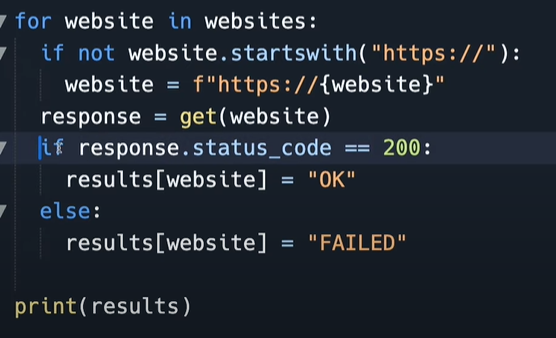 for website in websites:
  if not website.startswith("https://"):
    website = f"https://{website}"
  response = get(website)
  if response.status_code == 200:
    results[website] = "OK"
  else:
    results[website] = "FAILED"

print(results)